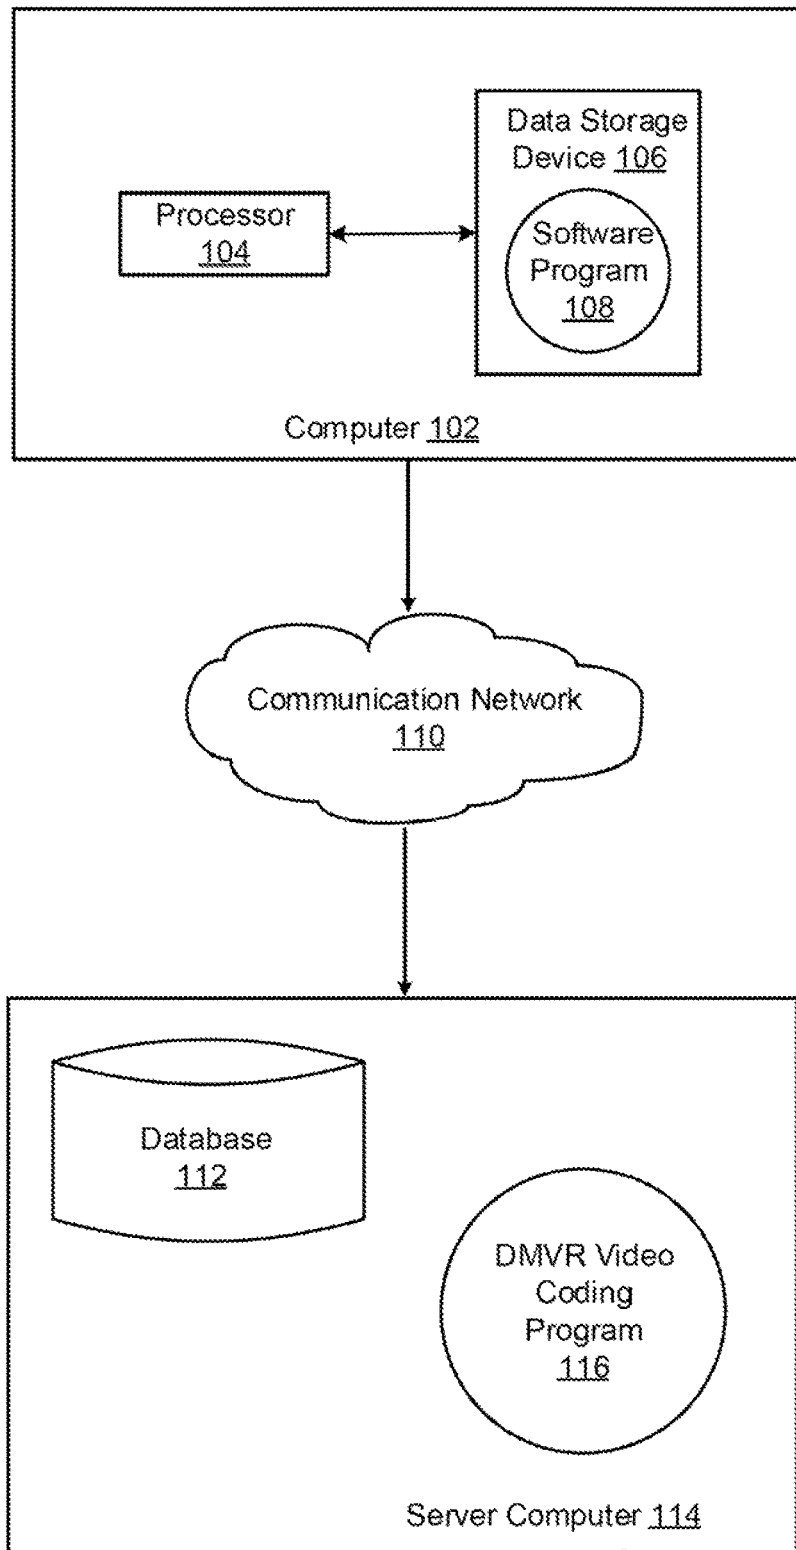 Data Storage
Device 106
Processor
104
Software
Program
108
Computer 102
Communication Network
110
Database
112
DMVR Video
Coding
Program
116
Server Computer 114